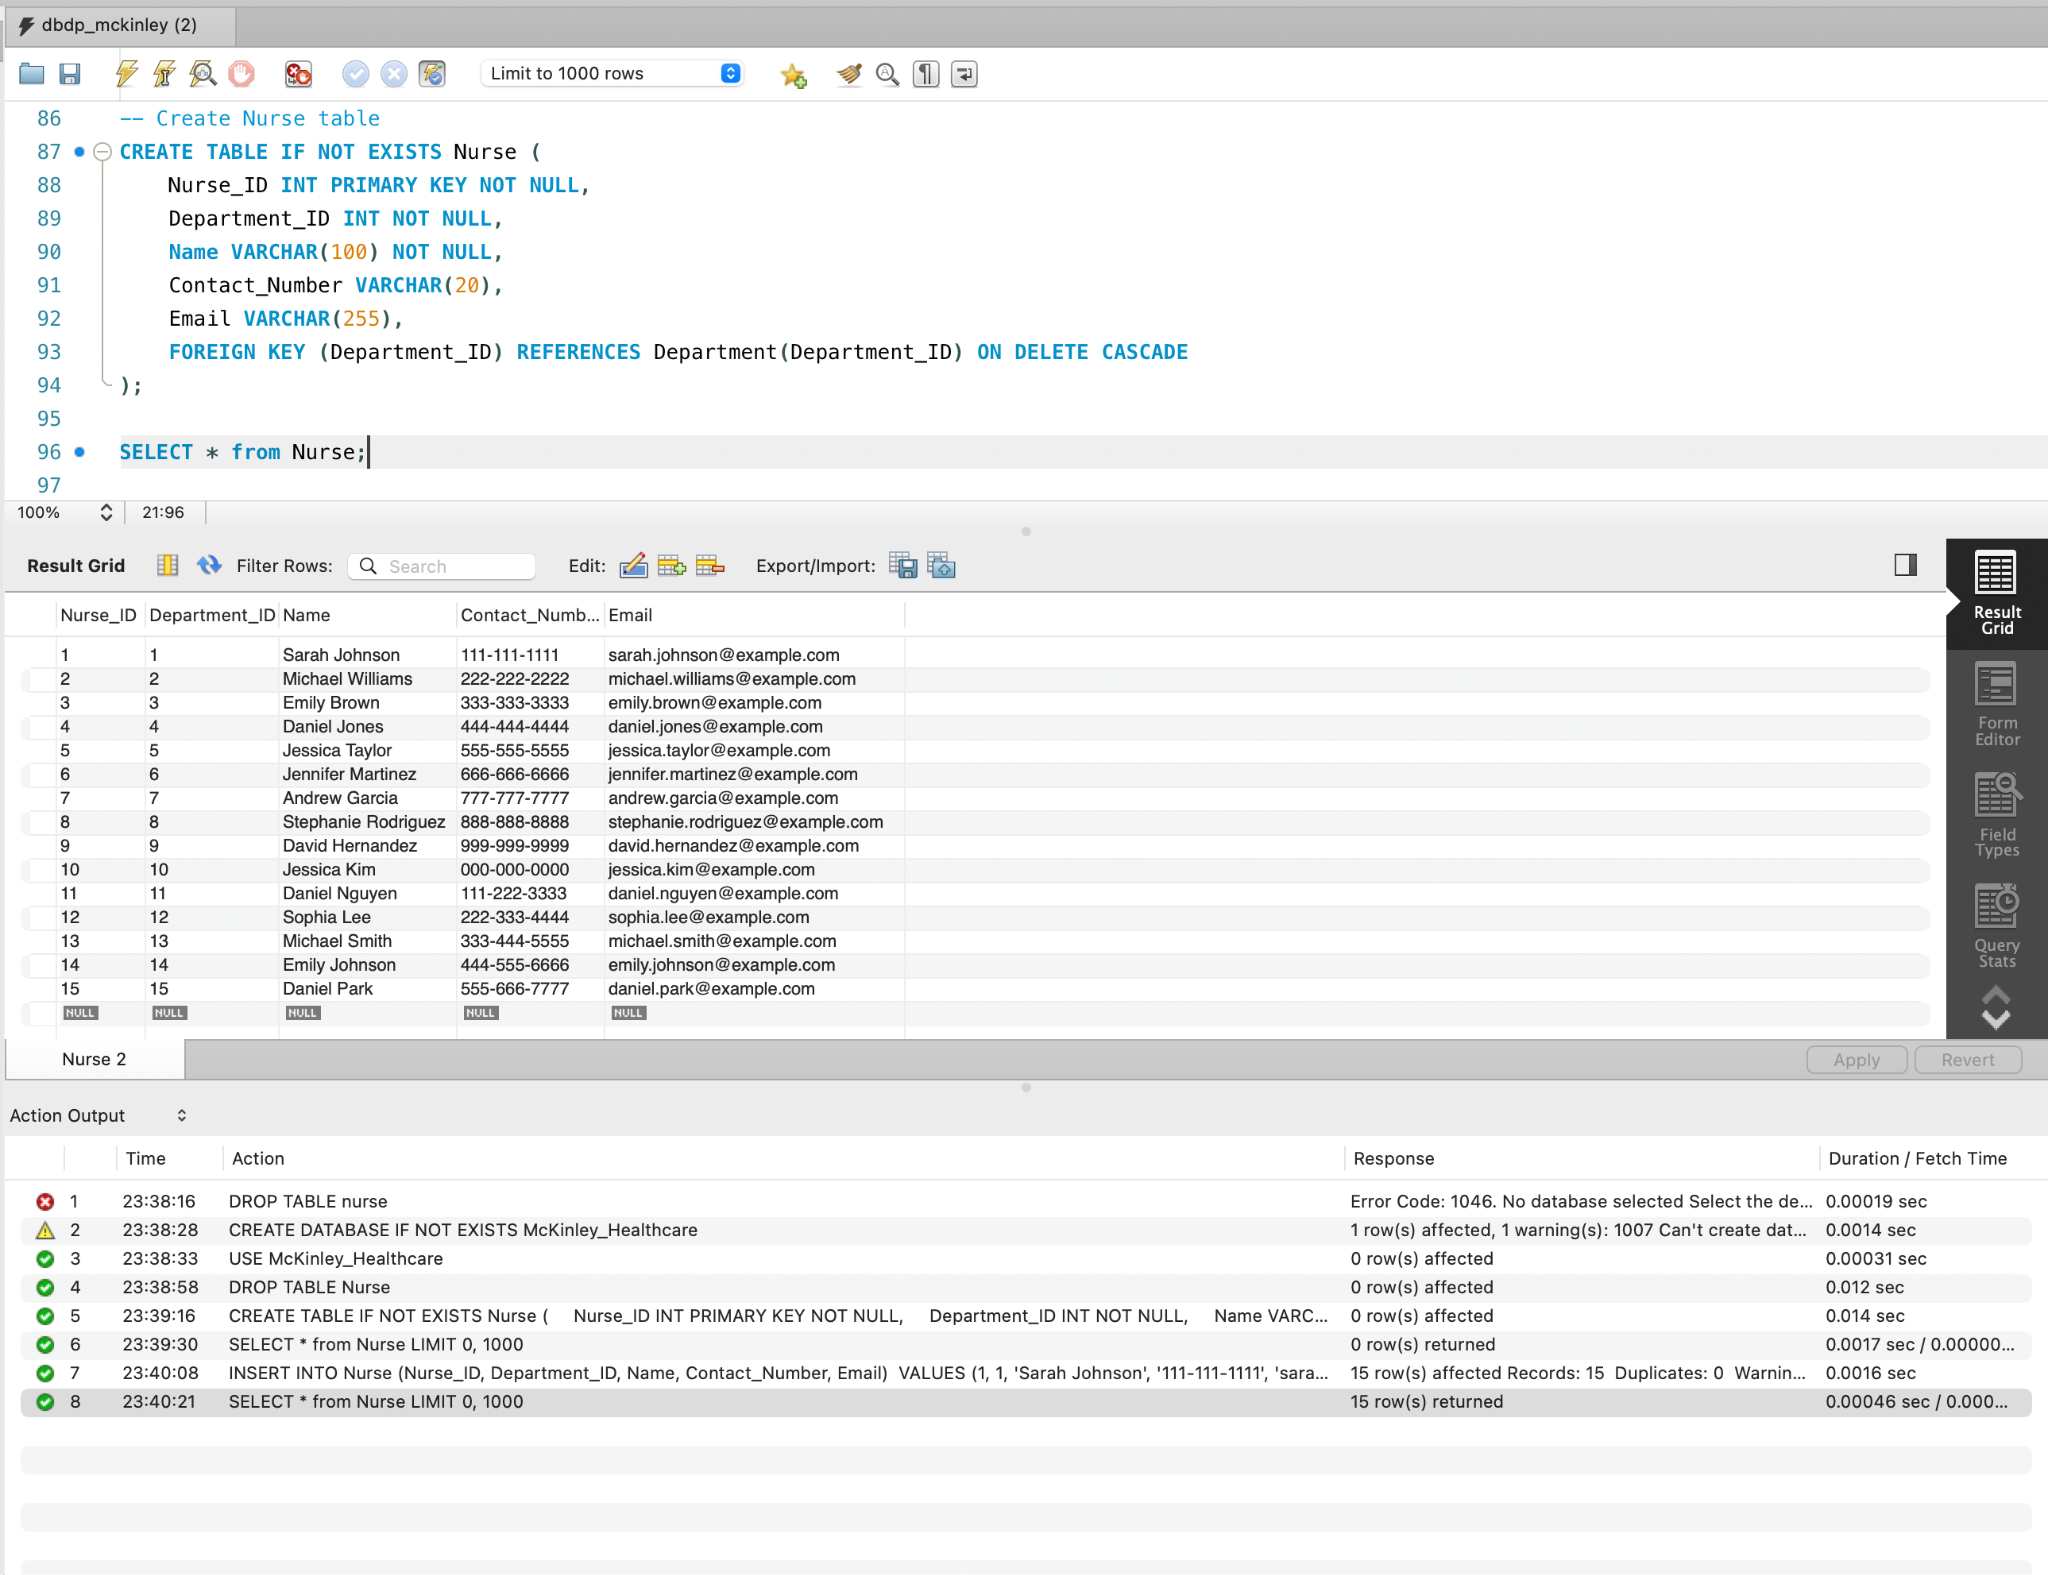 dbdp_mckinley (2)
Limit to 1000 rows
86 -- Create Nurse table
87 CREATE TABLE IF NOT EXISTS Nurse (
88 Nurse_ID INT PRIMARY KEY NOT NULL,
89 Department_ID INT NOT NULL,
90 Name VARCHAR(100) NOT NULL,
91 Contact_Number VARCHAR(20),
92 Email VARCHAR(255),
93 FOREIGN KEY (Department_ID) REFERENCES Department(Department_ID) ON DELETE CASCADE
94 );
95
96 SELECT * from Nurse;
97
100% 21:96
Result Grid Filter Rows: Search Edit: Export/Import:
Nurse_ID Department_ID Name Contact_Numb... Email
1 1 Sarah Johnson 111-111-1111 sarah.johnson@example.com
2 2 Michael Williams 222-222-2222 michael.williams@example.com
3 3 Emily Brown 333-333-3333 emily.brown@example.com
4 4 Daniel Jones 444-444-4444 daniel.jones@example.com
5 5 Jessica Taylor 555-555-5555 jessica.taylor@example.com
6 6 Jennifer Martinez 666-666-6666 jennifer.martinez@example.com
7 7 Andrew Garcia 777-777-7777 andrew.garcia@example.com
8 8 Stephanie Rodriguez 888-888-8888 stephanie.rodriguez@example.com
9 9 David Hernandez 999-999-9999 david.hernandez@example.com
10 10 Jessica Kim 000-000-0000 jessica.kim@example.com
11 11 Daniel Nguyen 111-222-3333 daniel.nguyen@example.com
12 12 Sophia Lee 222-333-4444 sophia.lee@example.com
13 13 Michael Smith 333-444-5555 michael.smith@example.com
14 14 Emily Johnson 444-555-6666 emily.johnson@example.com
15 15 Daniel Park 555-666-7777 daniel.park@example.com
NULL NULL NULL NULL NULL
Result
Grid
Form
Editor
Field
Types
Query
Stats
Nurse 2 Apply Revert
Action Output
Time Action Response Duration / Fetch Time
1 23:38:16 DROP TABLE nurse Error Code: 1046. No database selected Select the de... 0.00019 sec
2 23:38:28 CREATE DATABASE IF NOT EXISTS McKinley_Healthcare 1 row(s) affected, 1 warning(s): 1007 Can't create dat... 0.0014 sec
3 23:38:33 USE McKinley_Healthcare 0 row(s) affected 0.00031 sec
4 23:38:58 DROP TABLE Nurse 0 row(s) affected 0.012 sec
5 23:39:16 CREATE TABLE IF NOT EXISTS Nurse ( Nurse_ID INT PRIMARY KEY NOT NULL, Department_ID INT NOT NULL, Name VARC... 0 row(s) affected 0.014 sec
6 23:39:30 SELECT * from Nurse LIMIT 0, 1000 0 row(s) returned 0.0017 sec / 0.00000...
7 23:40:08 INSERT INTO Nurse (Nurse_ID, Department_ID, Name, Contact_Number, Email) VALUES (1, 1, 'Sarah Johnson', '111-111-1111', 'sara... 15 row(s) affected Records: 15 Duplicates: 0 Warnin... 0.0016 sec
8 23:40:21 SELECT * from Nurse LIMIT 0, 1000 15 row(s) returned 0.00046 sec / 0.000...